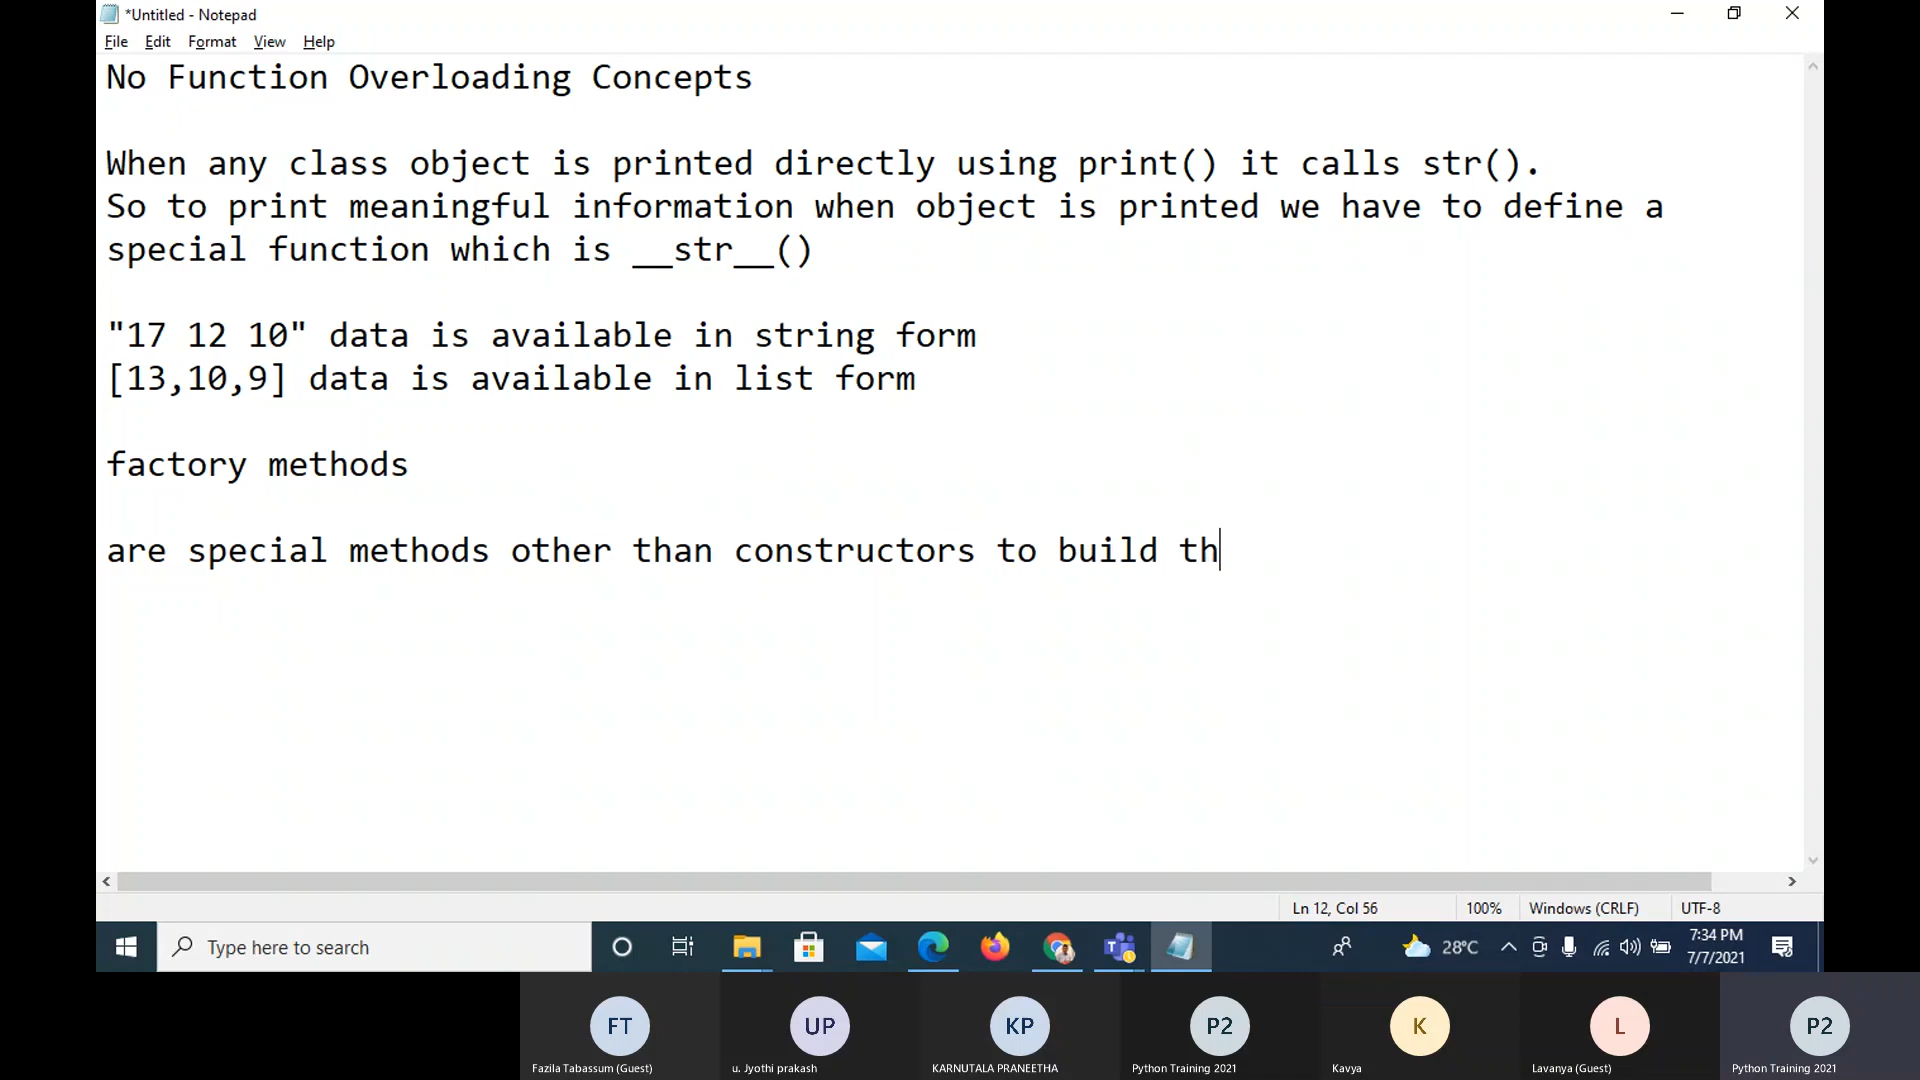 *Untitled - Notepad
File Edit Format View Help
No Function Overloading Concepts
When any class object is printed directly using print() it calls str().
So to print meaningful information when object is printed we have to define a
special function which is __str__()
"17 12 10" data is available in string form
[13,10,9] data is available in list form
factory methods
are special methods other than constructors to build th
Ln 12, Col 56 100% Windows (CRLF) UTF-8
Type here to search
28°C
7:34 PM
7/7/2021
FT UP KP P2 K L P2
Fazila Tabassum (Guest) u. Jyothi prakash KARNUTALA PRANEETHA Python Training 2021 Kavya Lavanya (Guest) Python Training 2021